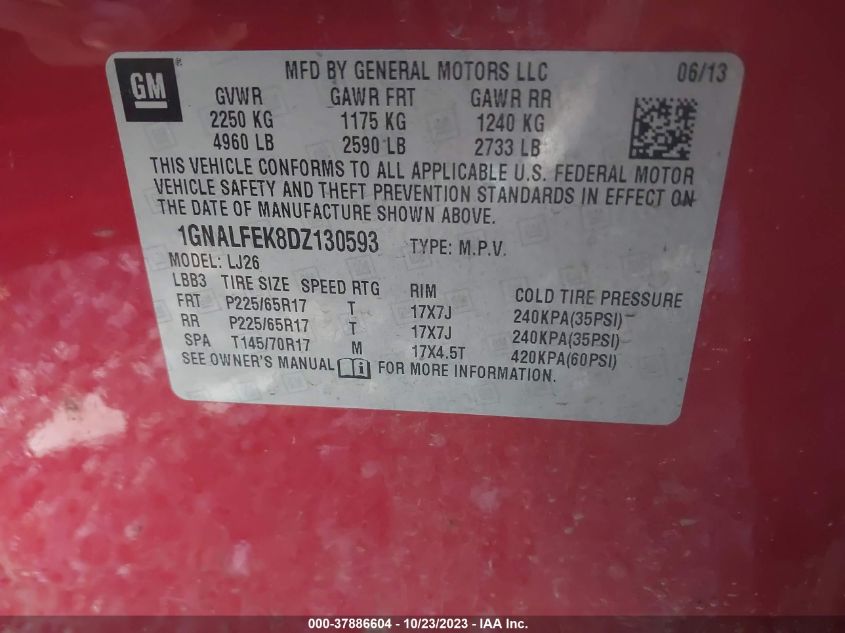 GM
MFD BY GENERAL MOTORS LLC 06/13
GVWR GAWR FRT GAWR RR
2250 KG 1175 KG 1240 KG
4960 LB 2590 LB 2733 LB
THIS VEHICLE CONFORMS TO ALL APPLICABLE U.S. FEDERAL MOTOR
VEHICLE SAFETY AND THEFT PREVENTION STANDARDS IN EFFECT ON
THE DATE OF MANUFACTURE SHOWN ABOVE.
1GNALFEK8DZ130593 TYPE: M.P.V.
MODEL: LJ26
LBB3 TIRE SIZE SPEED RTG RIM COLD TIRE PRESSURE
FRT P225/65R17 T 17X7J 240KPA(35PSI)
RR P225/65R17 T 17X7J 240KPA(35PSI)
SPA T145/70R17 M 17X4.5T 420KPA(60PSI)
SEE OWNER'S MANUAL FOR MORE INFORMATION.
000-37886604 - 10/23/2023 - IAA Inc.